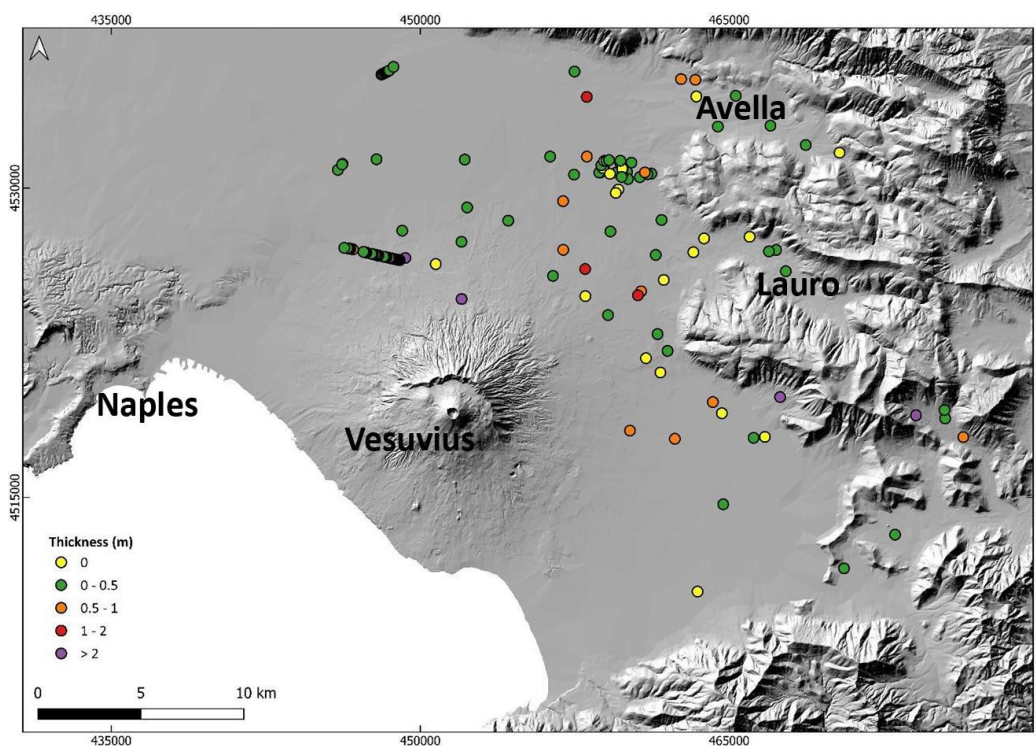 435000 450000 465000
Avella
4530000
Lauro
Naples
Vesuvius
4515000
Thickness (m)
0
0 - 0.5
0.5 - 1
1 - 2
> 2
0 5 10 km
435000 450000 465000